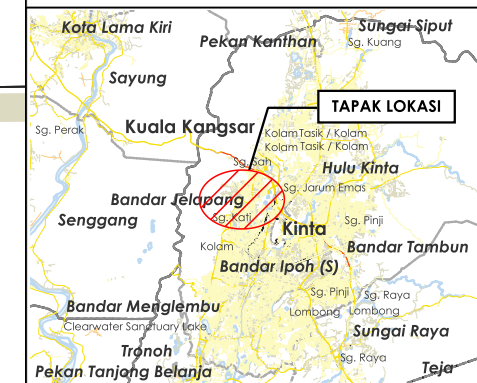 Kota Lama Kiri
Sungai Siput
Pekan Kanthan
Sg. Kuang
Sayung
TAPAK LOKASI
Sg. Perak
Kuala Kangsar
Kolam Tasik / Kolam
Kolam Tasik / Kolam
Sg. Sah
Hulu Kinta
Sg. Jarum Emas
Bandar Jelapang
Senggang
Sg. Kati
Sg. Pinji
Kinta
Kolam
Bandar Tambun
Bandar Ipoh (S)
Sg. Pinji
Sg. Raya
Bandar Menglembu
Lombong
Lombong
Clearwater Sanctuary Lake
Sungai Raya
Tronoh
Sg. Raya
Pekan Tanjong Belanja
Teja